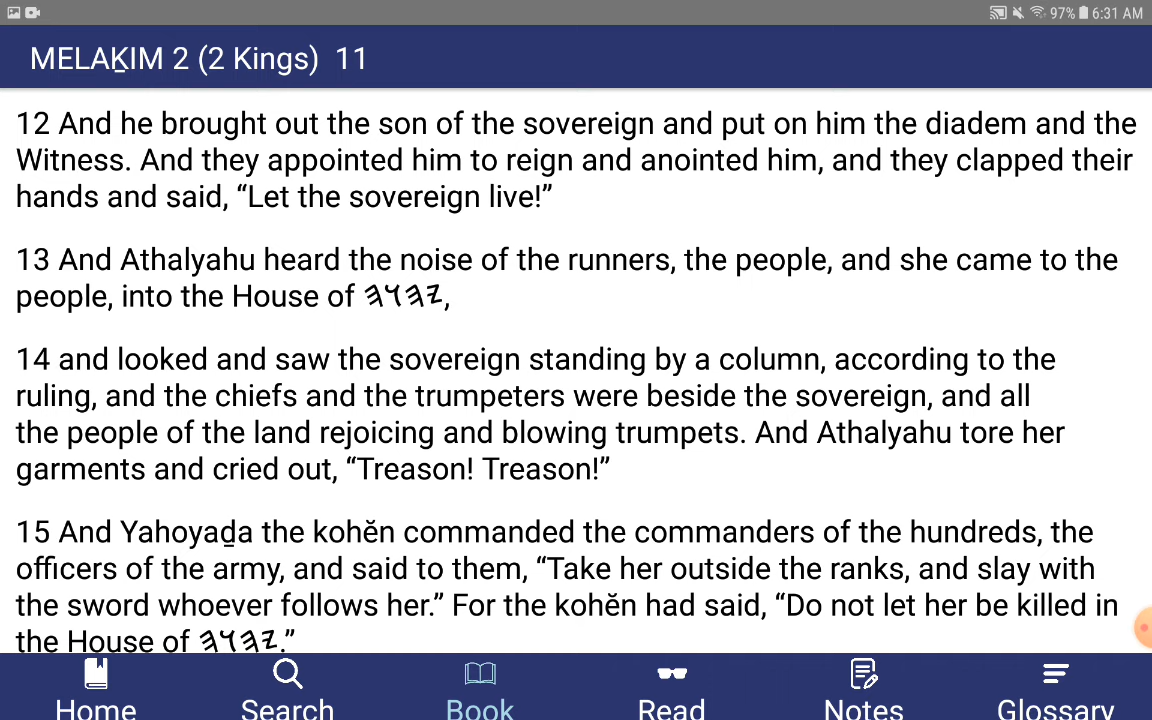 97% 6:31 AM
MELAḴIM 2 (2 Kings) 11
12 And he brought out the son of the sovereign and put on him the diadem and the
Witness. And they appointed him to reign and anointed him, and they clapped their
hands and said, “Let the sovereign live!”
13 And Athalyahu heard the noise of the runners, the people, and she came to the
people, into the House of 𐤉𐤄𐤅𐤄,
14 and looked and saw the sovereign standing by a column, according to the
ruling, and the chiefs and the trumpeters were beside the sovereign, and all
the people of the land rejoicing and blowing trumpets. And Athalyahu tore her
garments and cried out, “Treason! Treason!”
15 And Yahoyaḏa the kohĕn commanded the commanders of the hundreds, the
officers of the army, and said to them, “Take her outside the ranks, and slay with
the sword whoever follows her.” For the kohĕn had said, “Do not let her be killed in
the House of 𐤉𐤄𐤅𐤄.”
Home Search Book Read Notes Glossary